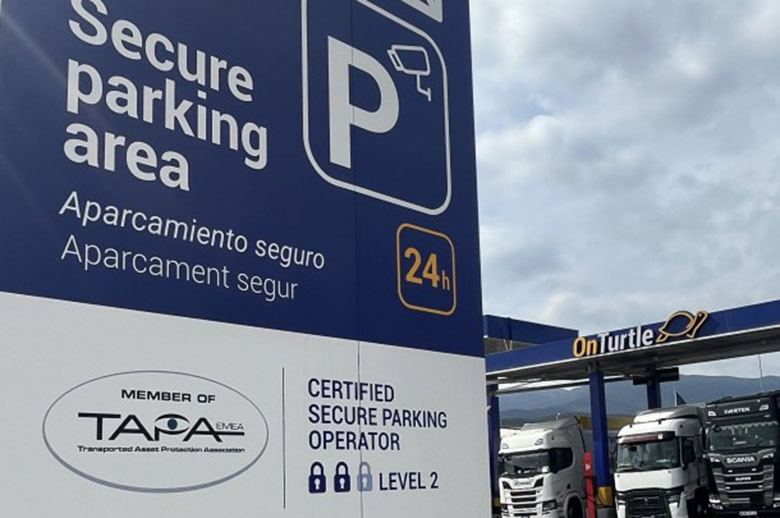 Secure
parking
area
P
Aparcamiento seguro
Aparcament segur
24h
OnTurtle
MEMBER OF
TAPA EMEA
Transported Asset Protection Association
CERTIFIED
SECURE PARKING
OPERATOR
LEVEL 2
SCANIA